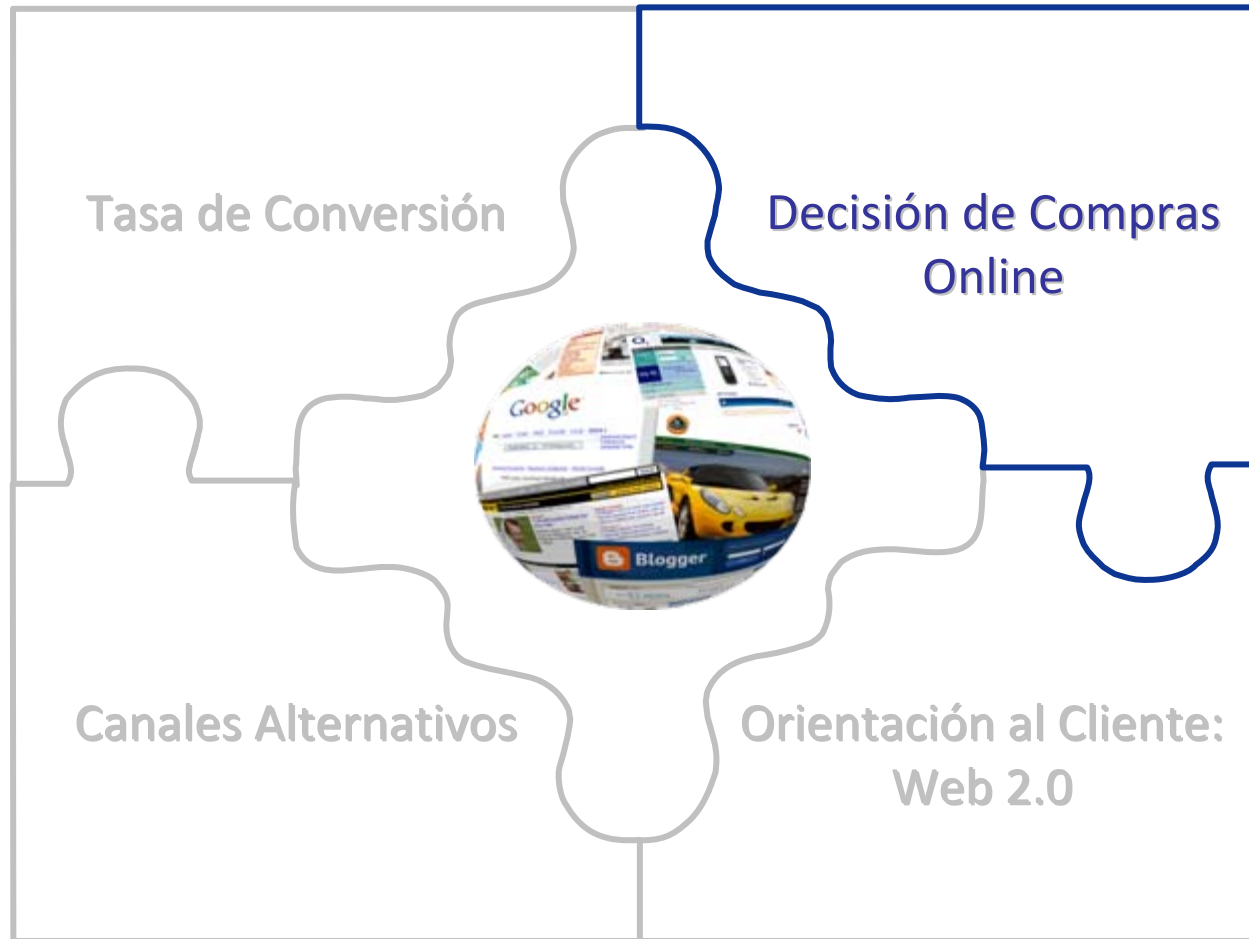 Tasa de Conversión
Decisión de Compras
Online
Google
Blogger
Canales Alternativos
Orientación al Cliente:
Web 2.0